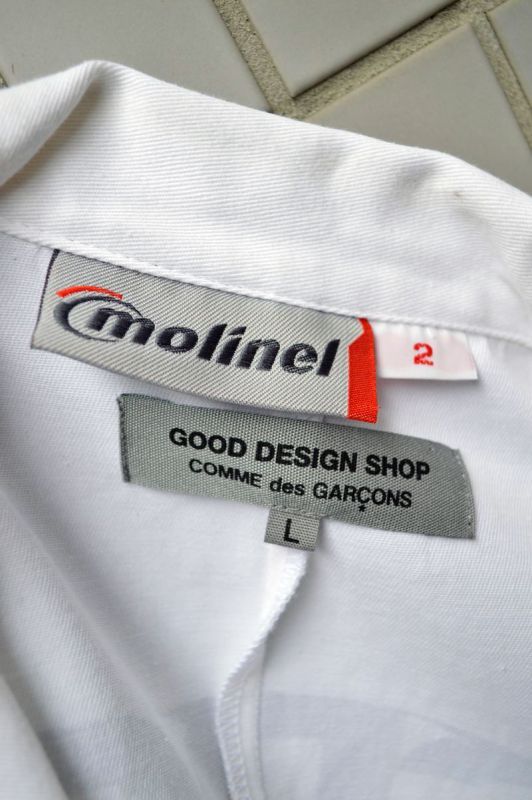 molinel
2
GOOD DESIGN SHOP
COMME des GARÇONS
L